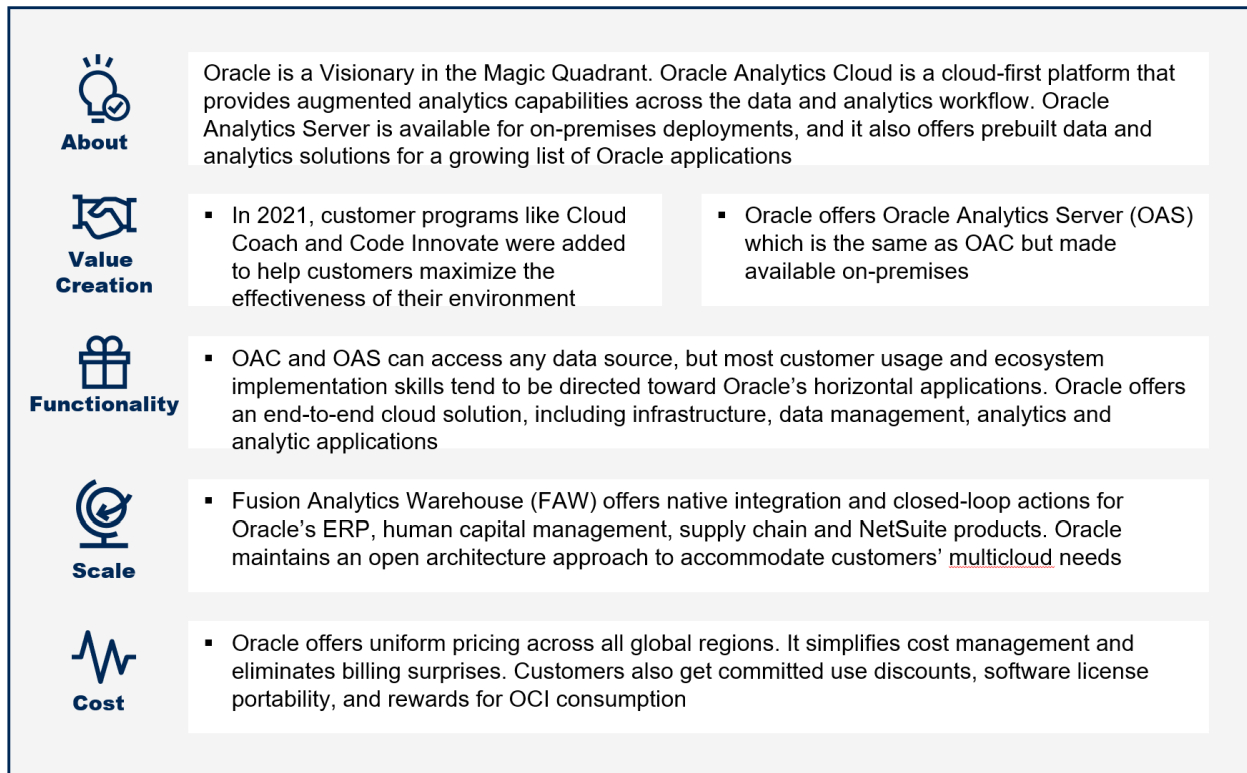 About
Oracle is a Visionary in the Magic Quadrant. Oracle Analytics Cloud is a cloud-first platform that
provides augmented analytics capabilities across the data and analytics workflow. Oracle
Analytics Server is available for on-premises deployments, and it also offers prebuilt data and
analytics solutions for a growing list of Oracle applications
Value
Creation
▪ In 2021, customer programs like Cloud
Coach and Code Innovate were added
to help customers maximize the
effectiveness of their environment
▪ Oracle offers Oracle Analytics Server (OAS)
which is the same as OAC but made
available on-premises
Functionality
▪ OAC and OAS can access any data source, but most customer usage and ecosystem
implementation skills tend to be directed toward Oracle’s horizontal applications. Oracle offers
an end-to-end cloud solution, including infrastructure, data management, analytics and
analytic applications
Scale
▪ Fusion Analytics Warehouse (FAW) offers native integration and closed-loop actions for
Oracle’s ERP, human capital management, supply chain and NetSuite products. Oracle
maintains an open architecture approach to accommodate customers’ multicloud needs
Cost
▪ Oracle offers uniform pricing across all global regions. It simplifies cost management and
eliminates billing surprises. Customers also get committed use discounts, software license
portability, and rewards for OCI consumption